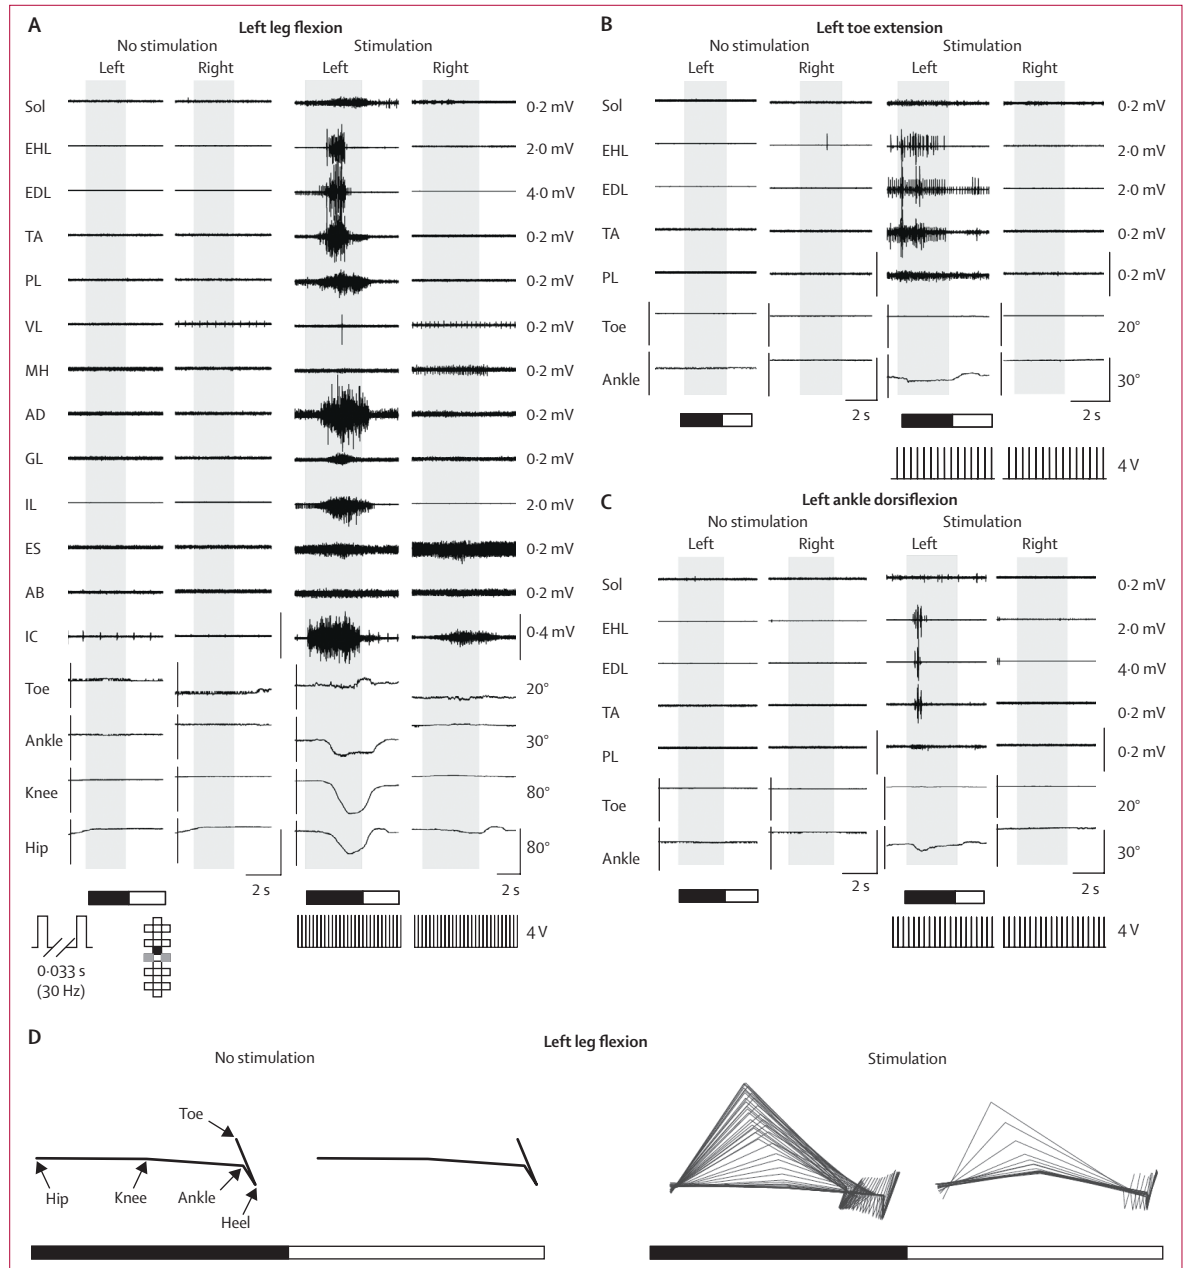 A
Left leg flexion
No stimulation
Stimulation
Left
Right
Left
Right
Sol
0·2 mV
EHL
2·0 mV
EDL
4·0 mV
TA
0·2 mV
PL
0·2 mV
VL
0·2 mV
MH
0·2 mV
AD
0·2 mV
GL
0·2 mV
IL
2·0 mV
ES
0·2 mV
AB
0·2 mV
IC
0·4 mV
Toe
20°
Ankle
30°
Knee
80°
Hip
80°
2 s
2 s
4 V
0·033 s
(30 Hz)
B
Left toe extension
No stimulation
Stimulation
Left
Right
Left
Right
Sol
0·2 mV
EHL
2·0 mV
EDL
2·0 mV
TA
0·2 mV
PL
0·2 mV
Toe
20°
Ankle
30°
2 s
2 s
4 V
C
Left ankle dorsiflexion
No stimulation
Stimulation
Left
Right
Left
Right
Sol
0·2 mV
EHL
2·0 mV
EDL
4·0 mV
TA
0·2 mV
PL
0·2 mV
Toe
20°
Ankle
30°
2 s
2 s
4 V
D
Left leg flexion
No stimulation
Stimulation
Toe
Hip
Knee
Ankle
Heel